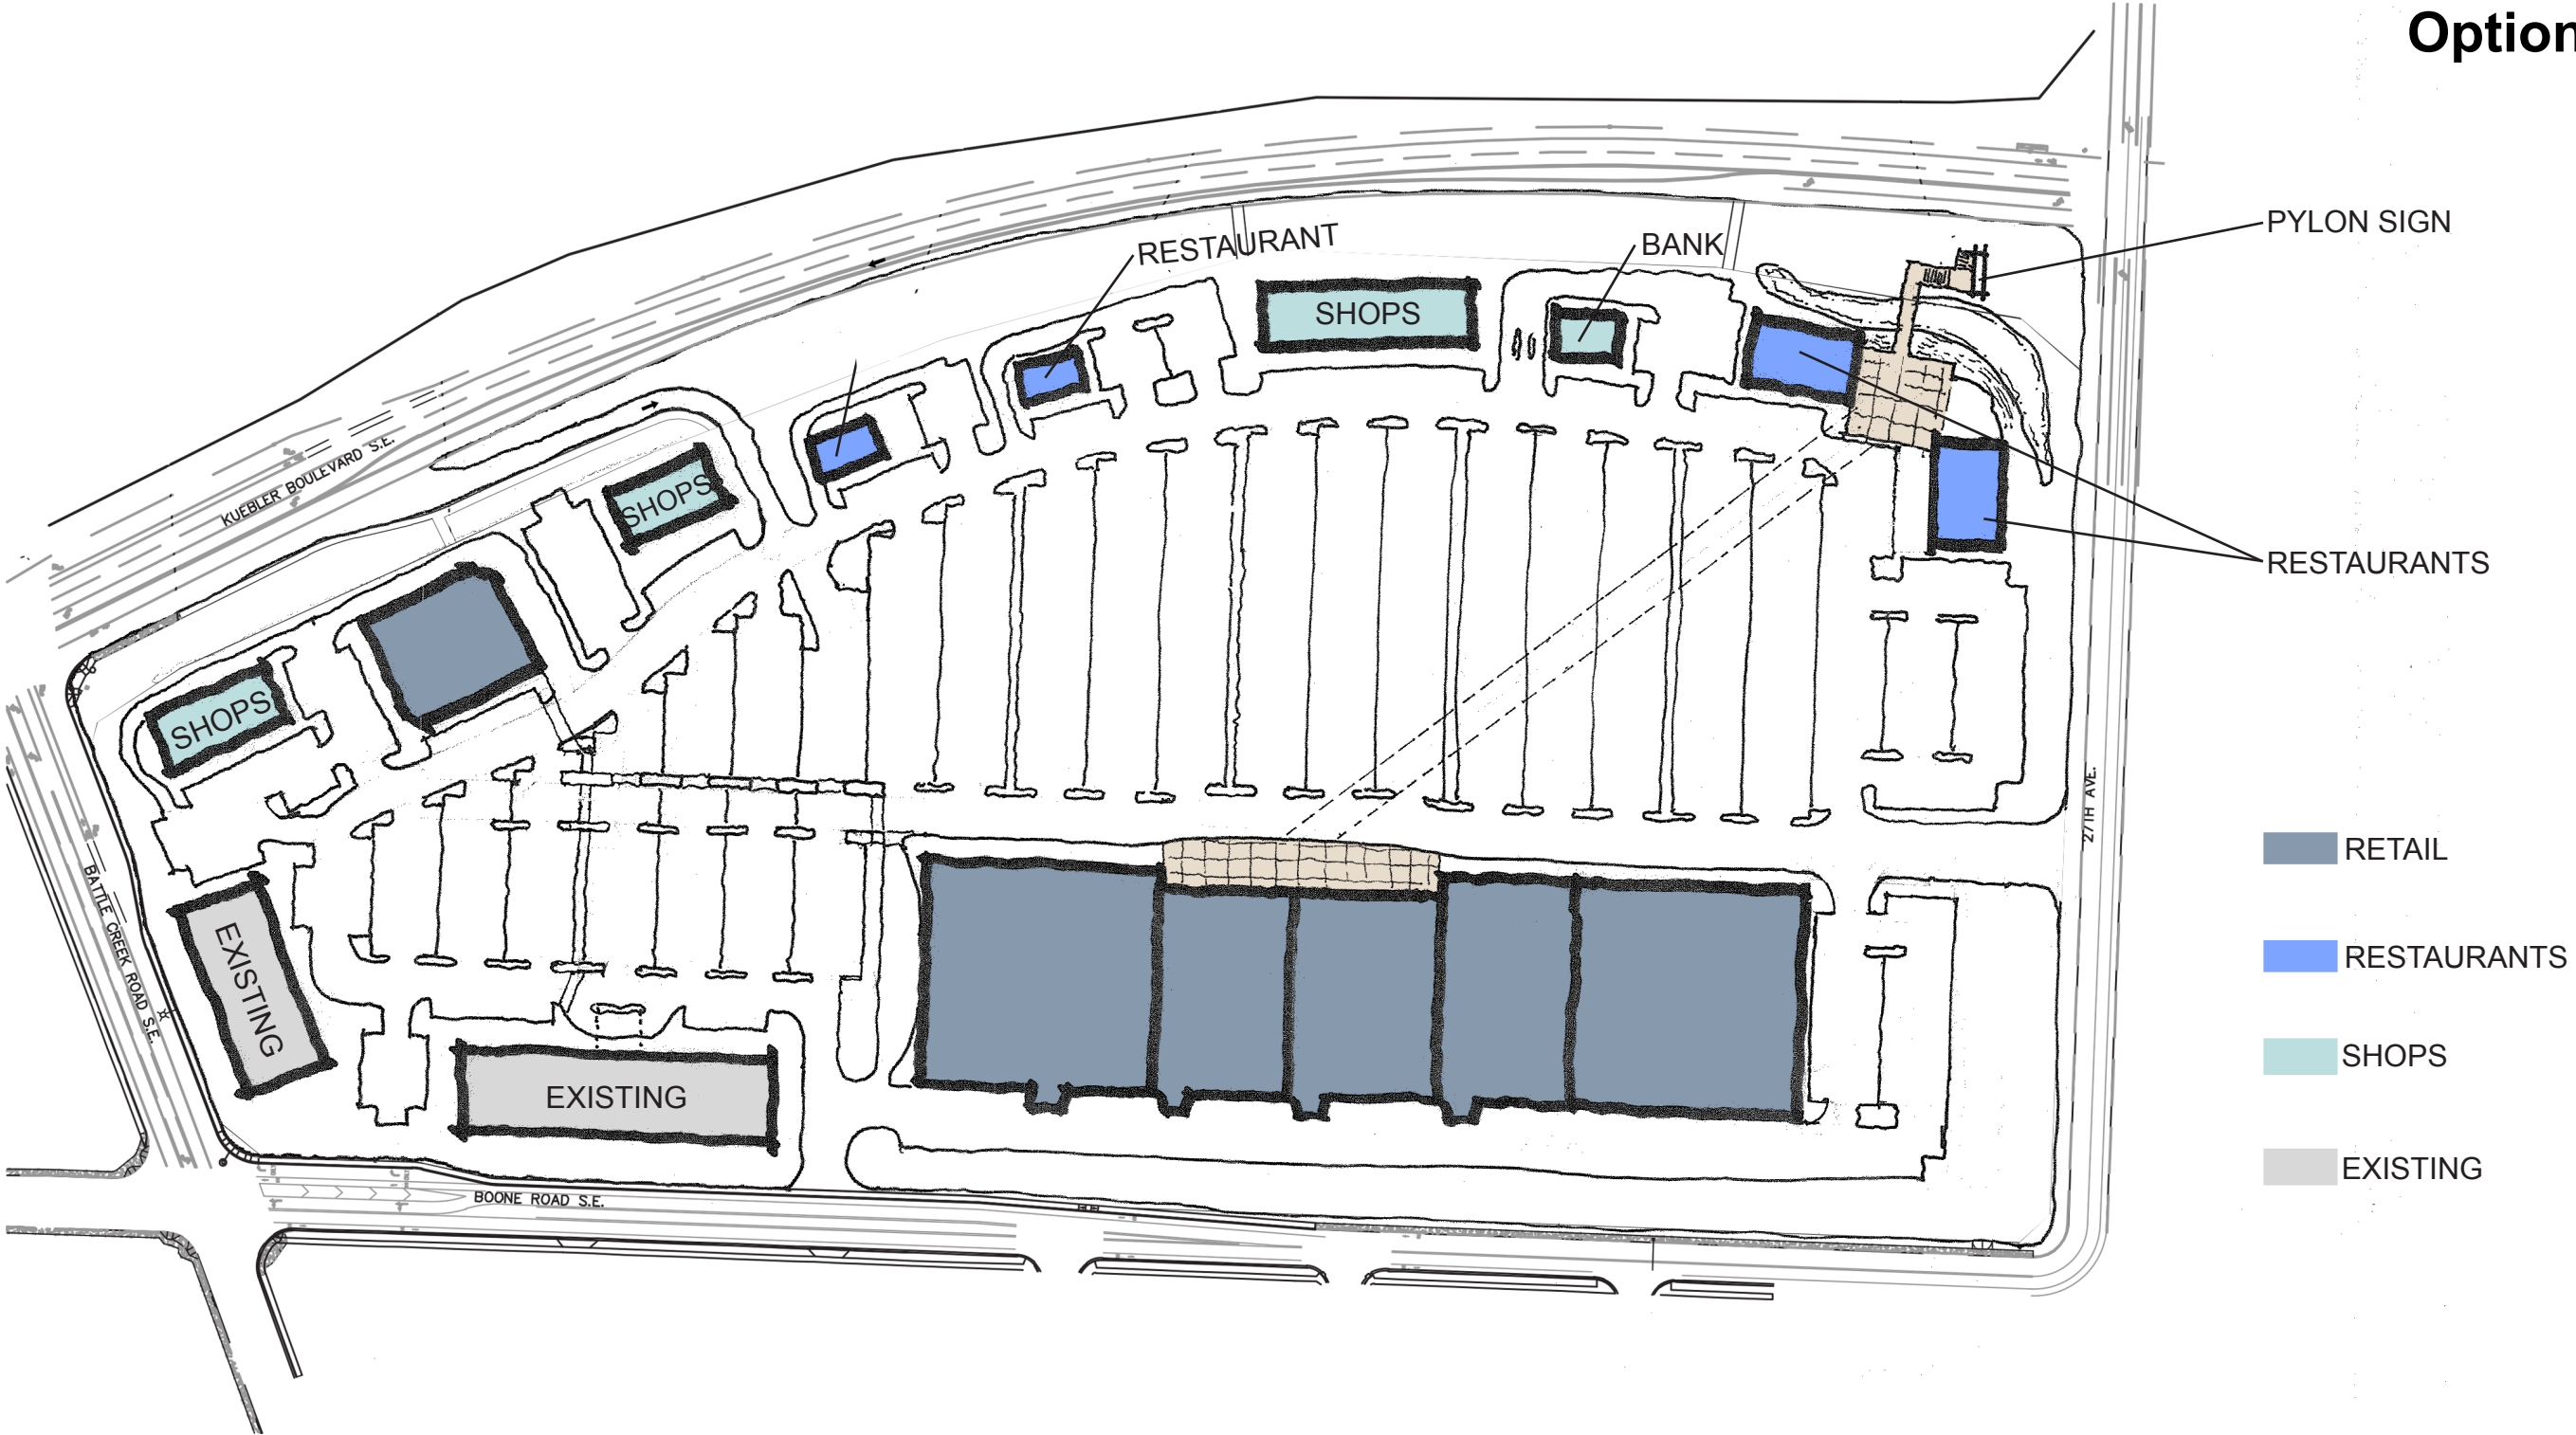 Option
PYLON SIGN
RESTAURANT
BANK
SHOPS
KUEBLER BOULEVARD S.E.
SHOPS
RESTAURANTS
SHOPS
27TH AVE.
RETAIL
BATTLE CREEK ROAD S.E.
EXISTING
RESTAURANTS
SHOPS
EXISTING
EXISTING
BOONE ROAD S.E.